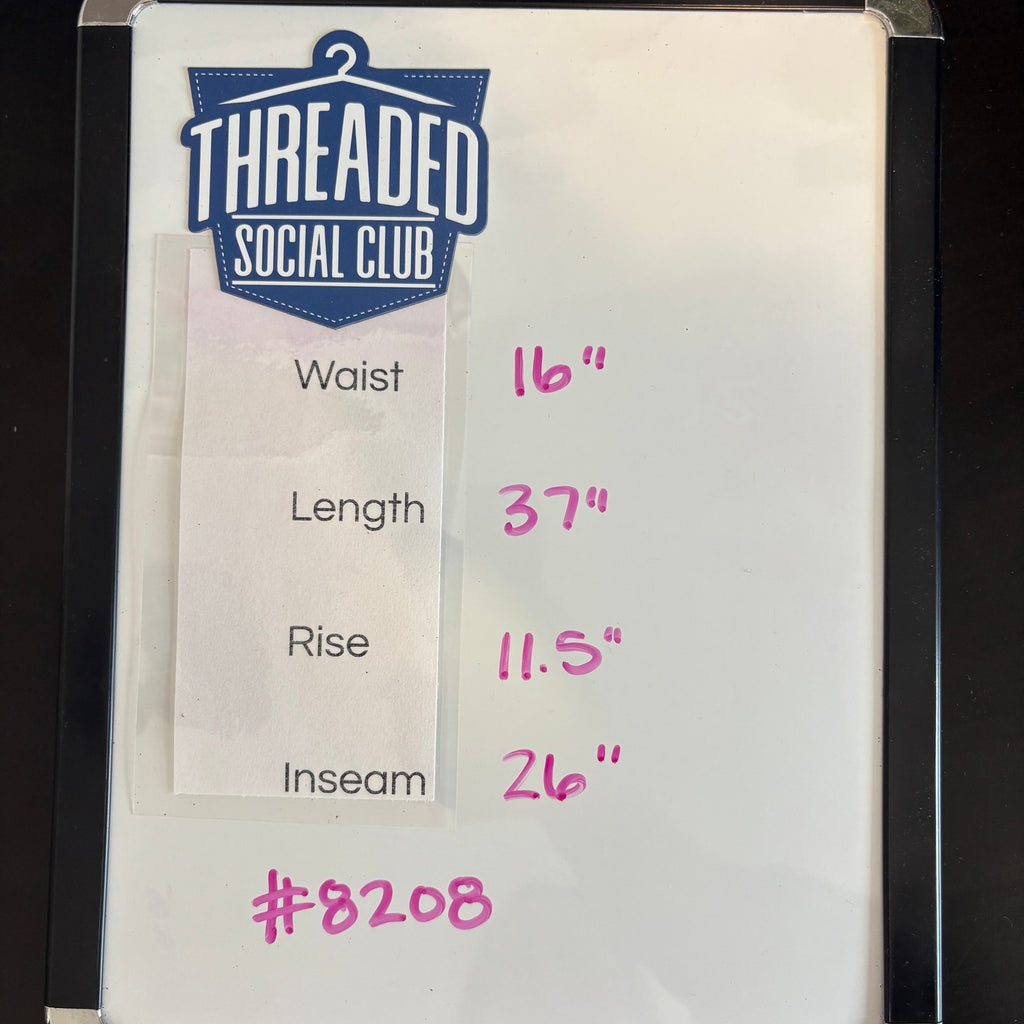 THREADED
SOCIAL CLUB
Waist 16"
Length 37"
Rise 11.5"
Inseam 26"
#8208